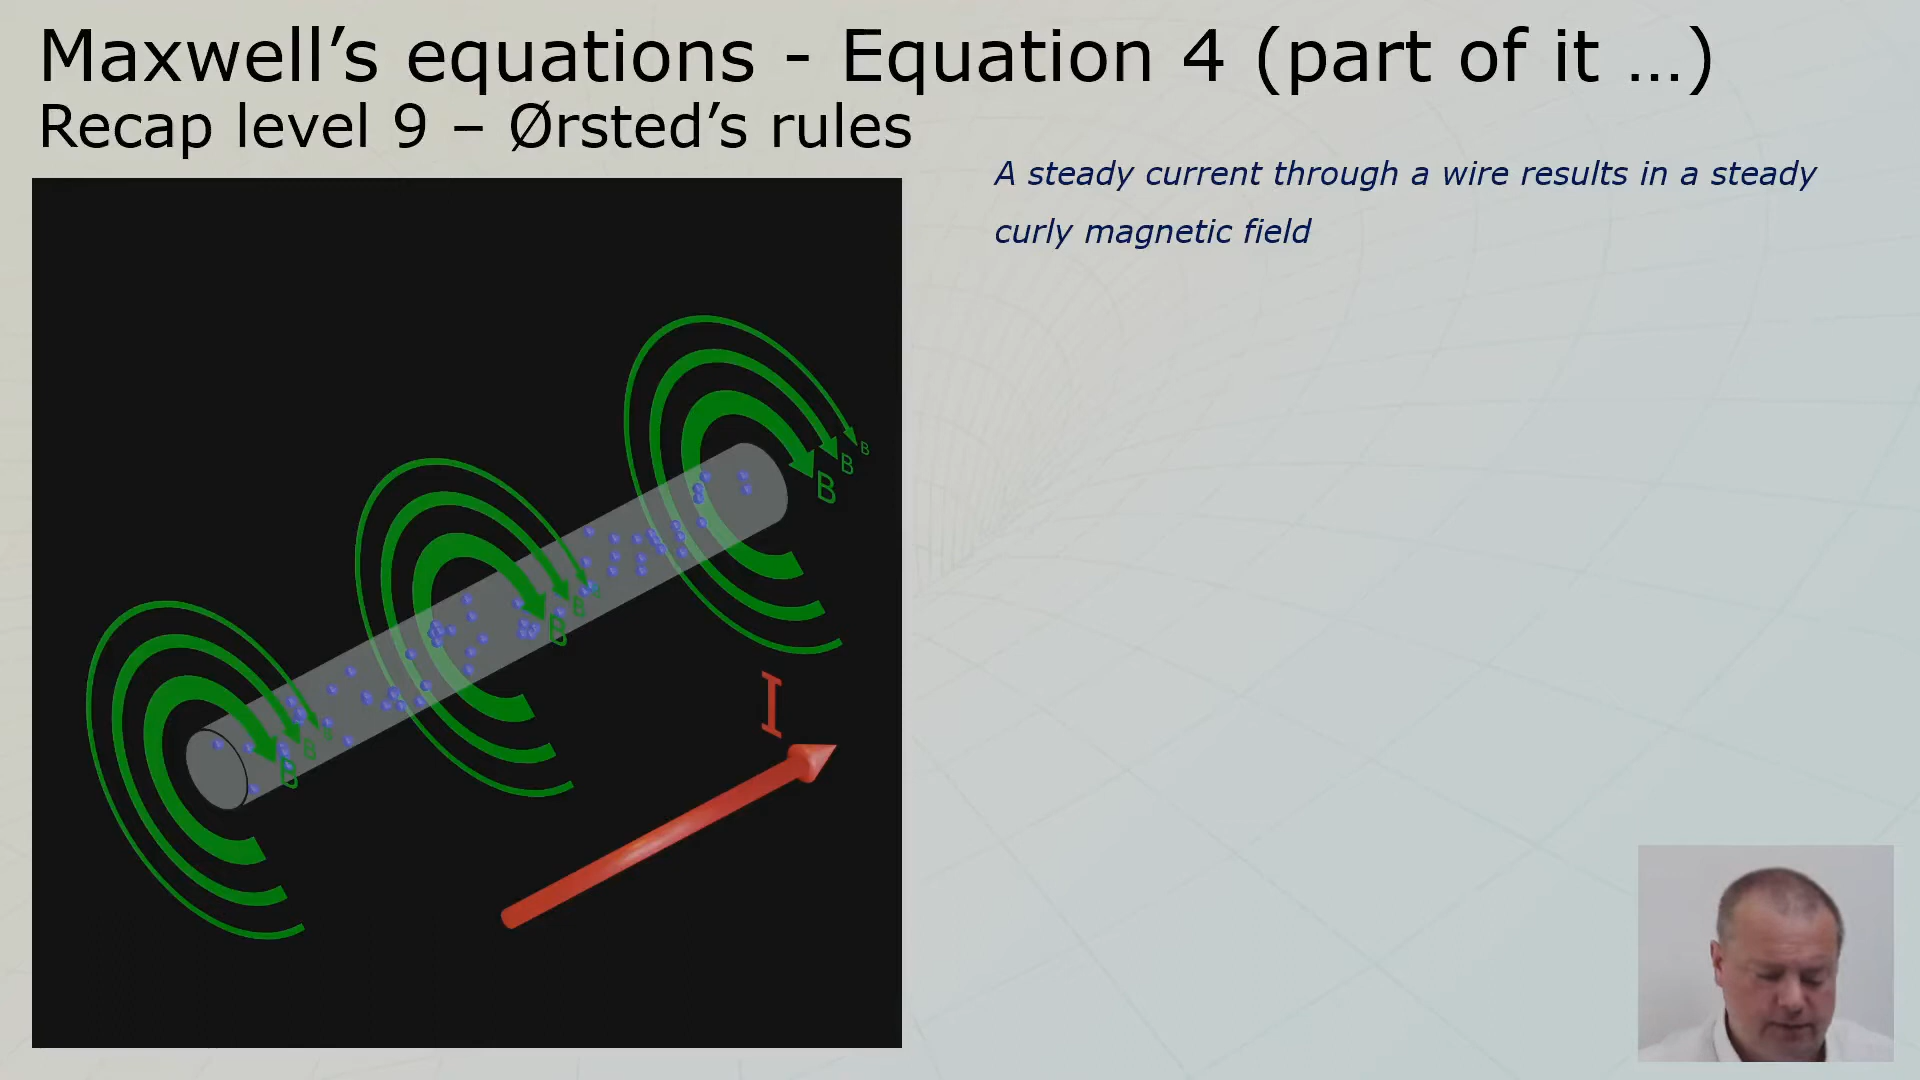 Maxwell’s equations - Equation 4 (part of it …)
Recap level 9 – Ørsted’s rules
A steady current through a wire results in a steady
curly magnetic field
B
B
B
B
B
I
B
B